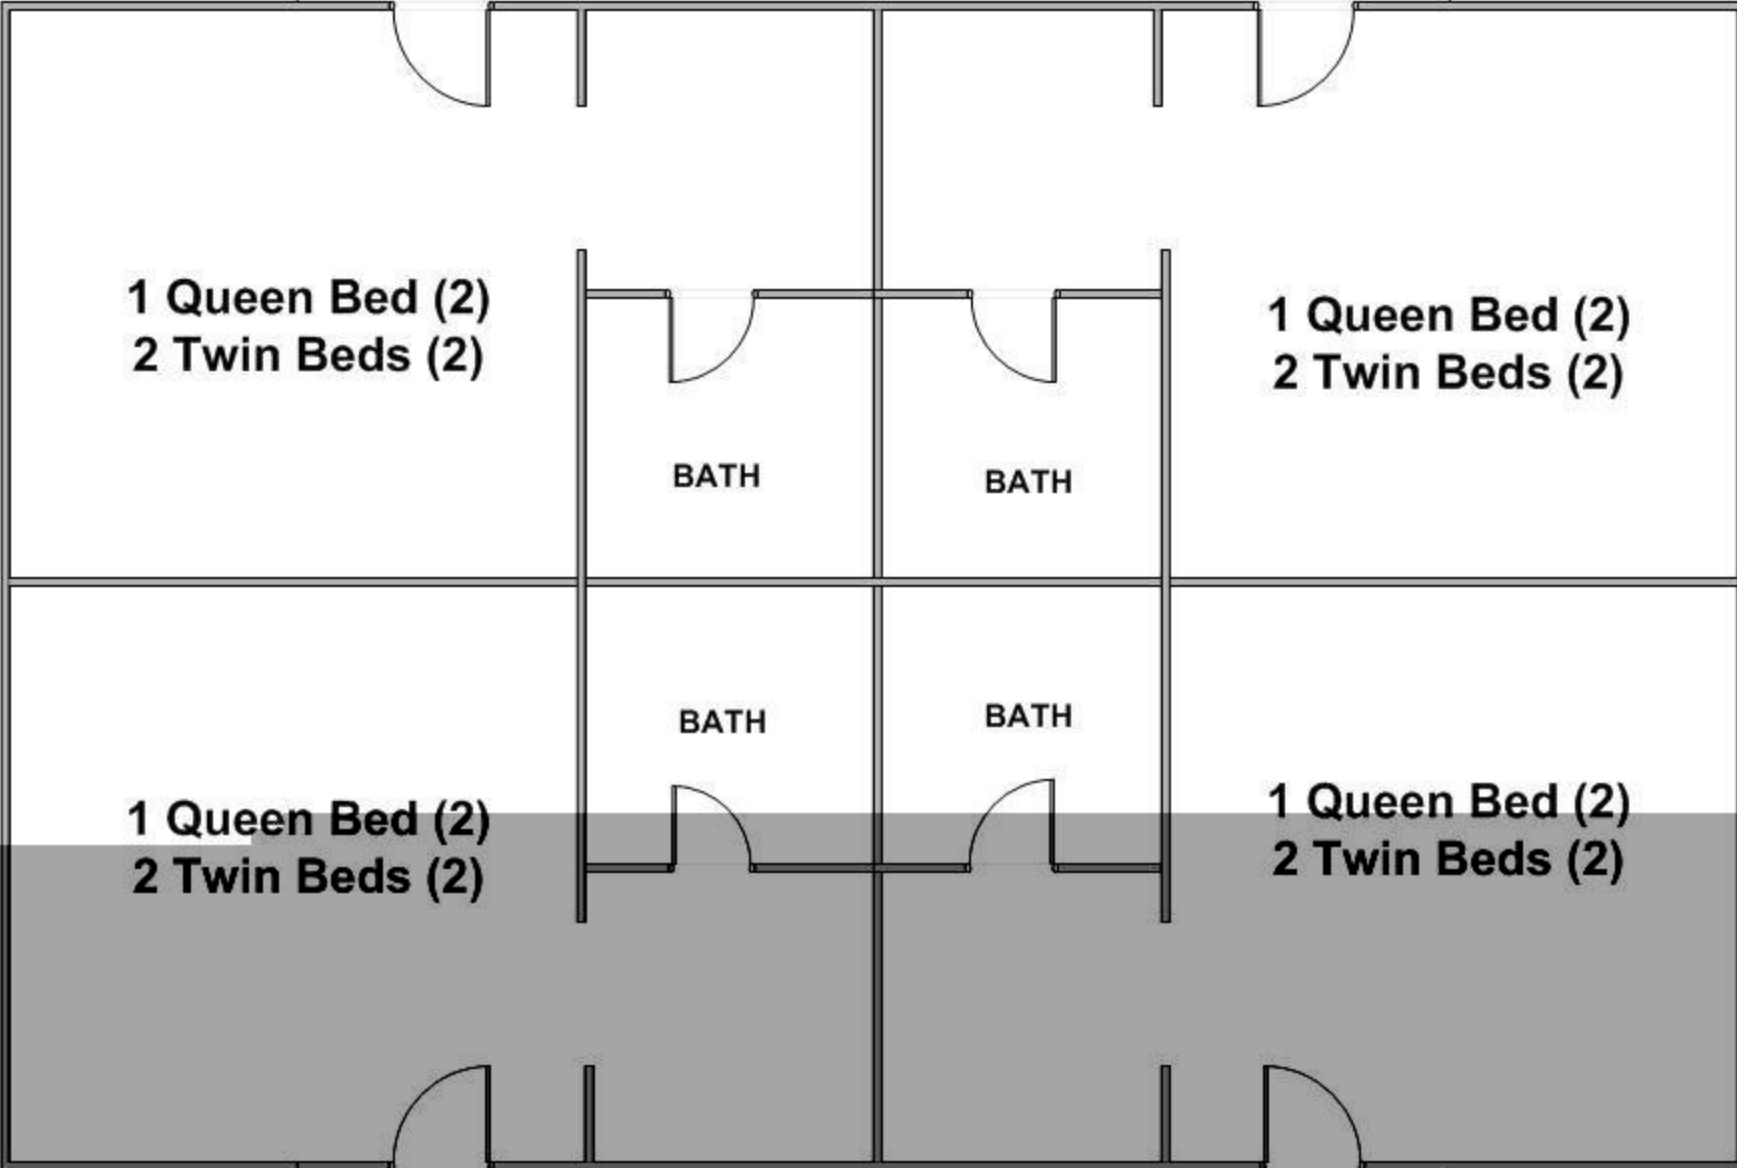 1 Queen Bed (2)
2 Twin Beds (2)
1 Queen Bed (2)
2 Twin Beds (2)
BATH
BATH
BATH
BATH
1 Queen Bed (2)
2 Twin Beds (2)
1 Queen Bed (2)
2 Twin Beds (2)